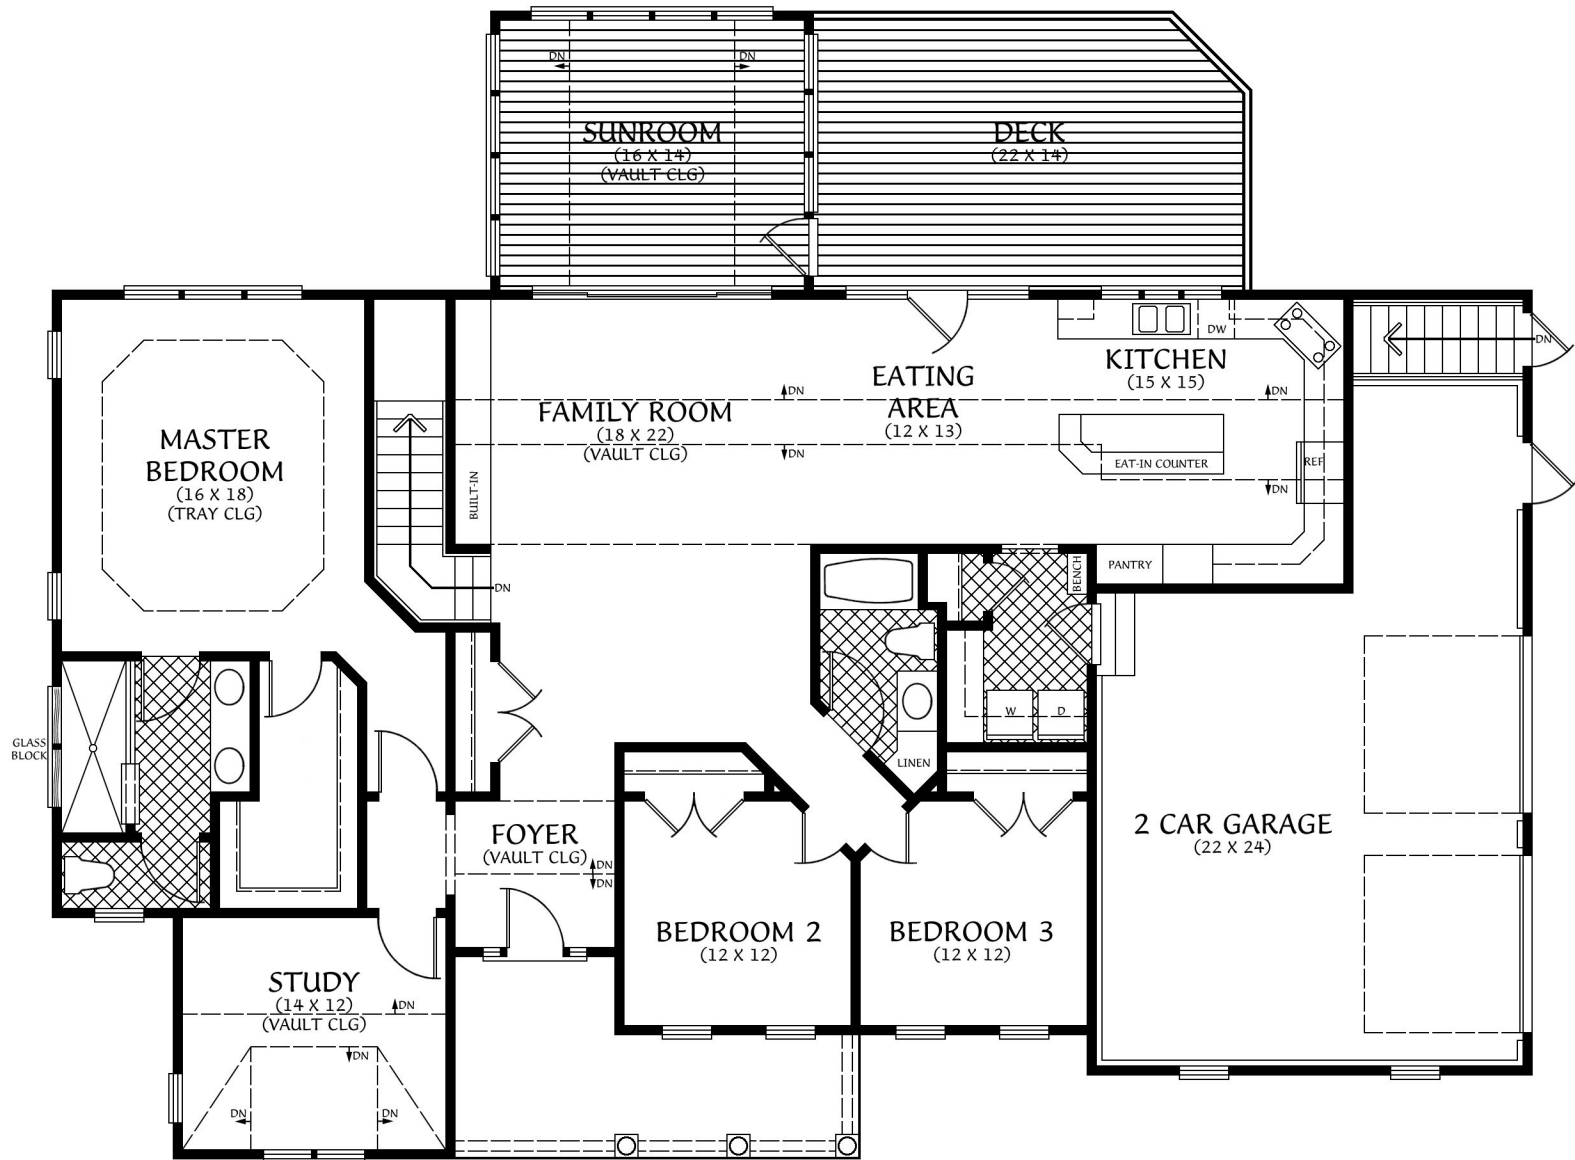 DN
DN
SUNROOM
(16 X 14)
(VAULT CLG)
DECK
(22 X 14)
MASTER
BEDROOM
(16 X 18)
(TRAY CLG)
BUILT-IN
DN
FAMILY ROOM
(18 X 22)
(VAULT CLG)
DN
DN
EATING
AREA
(12 X 13)
DW
KITCHEN
(15 X 15)
DN
EAT-IN COUNTER
REF
DN
DN
PANTRY
BENCH
W
D
LINEN
GLASS
BLOCK
FOYER
(VAULT CLG)
DN
DN
2 CAR GARAGE
(22 X 24)
BEDROOM 2
(12 X 12)
BEDROOM 3
(12 X 12)
STUDY
(14 X 12)
(VAULT CLG)
DN
DN
DN
DN